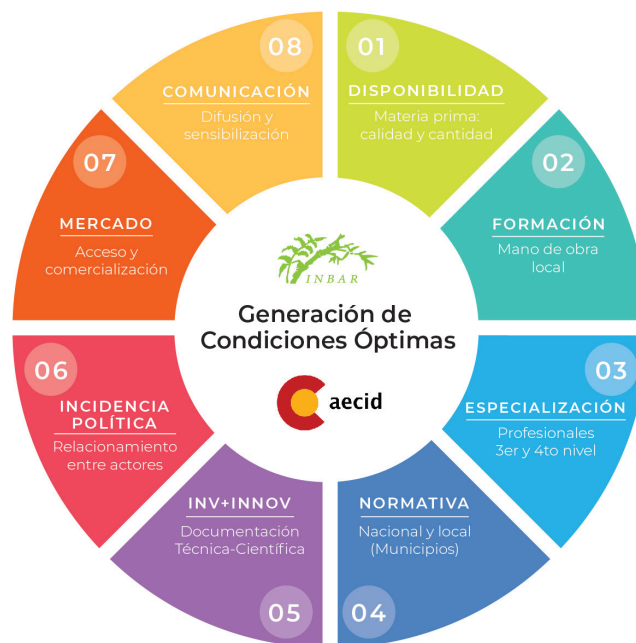 01
DISPONIBILIDAD
Materia prima:
calidad y cantidad
02
FORMACIÓN
Mano de obra
local
03
ESPECIALIZACIÓN
Profesionales
3er y 4to nivel
04
NORMATIVA
Nacional y local
(Municipios)
05
INV+INNOV
Documentación
Técnica-Científica
06
INCIDENCIA
POLÍTICA
Relacionamiento
entre actores
07
MERCADO
Acceso y
comercialización
08
COMUNICACIÓN
Difusión y
sensibilización
INBAR
Generación de
Condiciones Óptimas
aecid